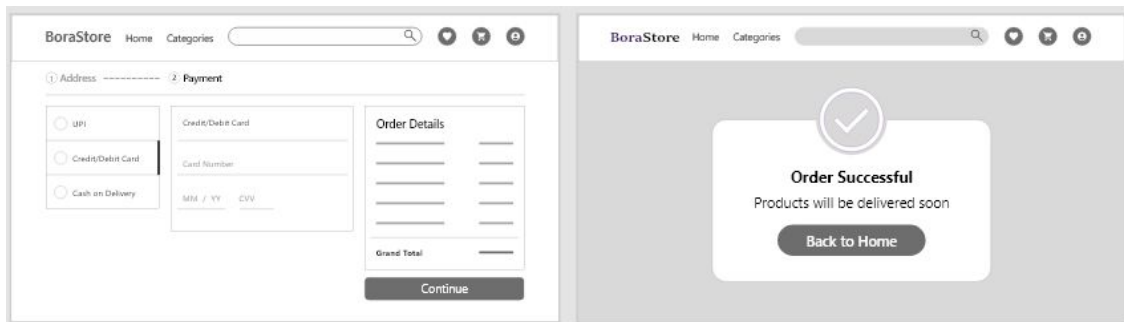 BoraStore Home Categories
1 Address ---------- 2 Payment
UPI
Credit/Debit Card
Cash on Delivery
Credit/Debit Card
Card Number
MM / YY CVV
Order Details
Grand Total
Continue
BoraStore Home Categories
Order Successful
Products will be delivered soon
Back to Home